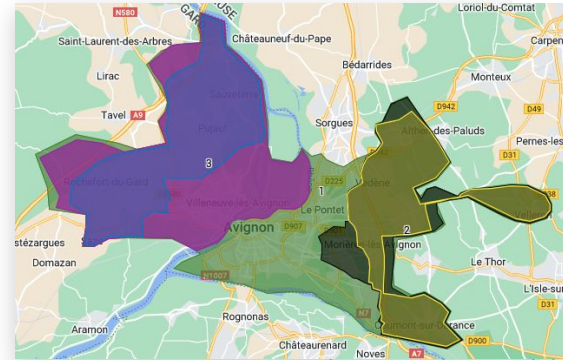 Loriol-du-Comtat
N580
Saint-Laurent-des-Arbres
Châteauneuf-du-Pape
Carpen
Bédarrides
Monteux
Lirac
Sauveterre
D942
D49
Tavel
A9
Sorgues
Althen-des-Paluds
Pernes-les
Pujaut
D31
3
Rochefort-du-Gard
1
D225
Vedène
Villeneuve-lès-Avignon
Le Pontet
Velleron
Avignon
D907
2
Morières-lès-Avignon
Domazan
Le Thor
N1007
L'Isle-su
D31
N7
Caumont-sur-Durance
Aramon
Rognonas
D900
Châteaurenard
Noves
A7